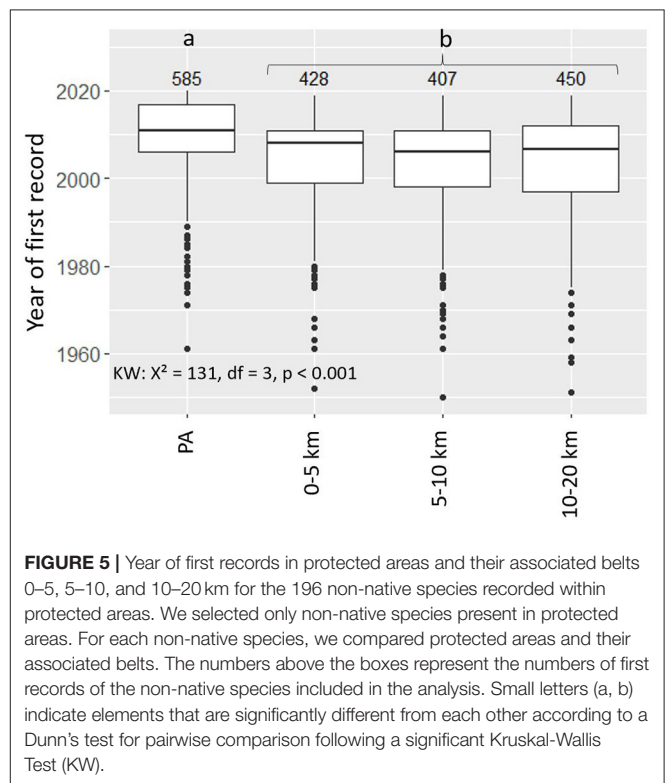 a b
585 428 407 450
2020
2000
1980
1960
Year of first record
KW: X² = 131, df = 3, p < 0.001
PA
0-5 km
5-10 km
10-20 km
FIGURE 5 | Year of first records in protected areas and their associated belts
0–5, 5–10, and 10–20 km for the 196 non-native species recorded within
protected areas. We selected only non-native species present in protected
areas. For each non-native species, we compared protected areas and their
associated belts. The numbers above the boxes represent the numbers of first
records of the non-native species included in the analysis. Small letters (a, b)
indicate elements that are significantly different from each other according to a
Dunn's test for pairwise comparison following a significant Kruskal-Wallis
Test (KW).